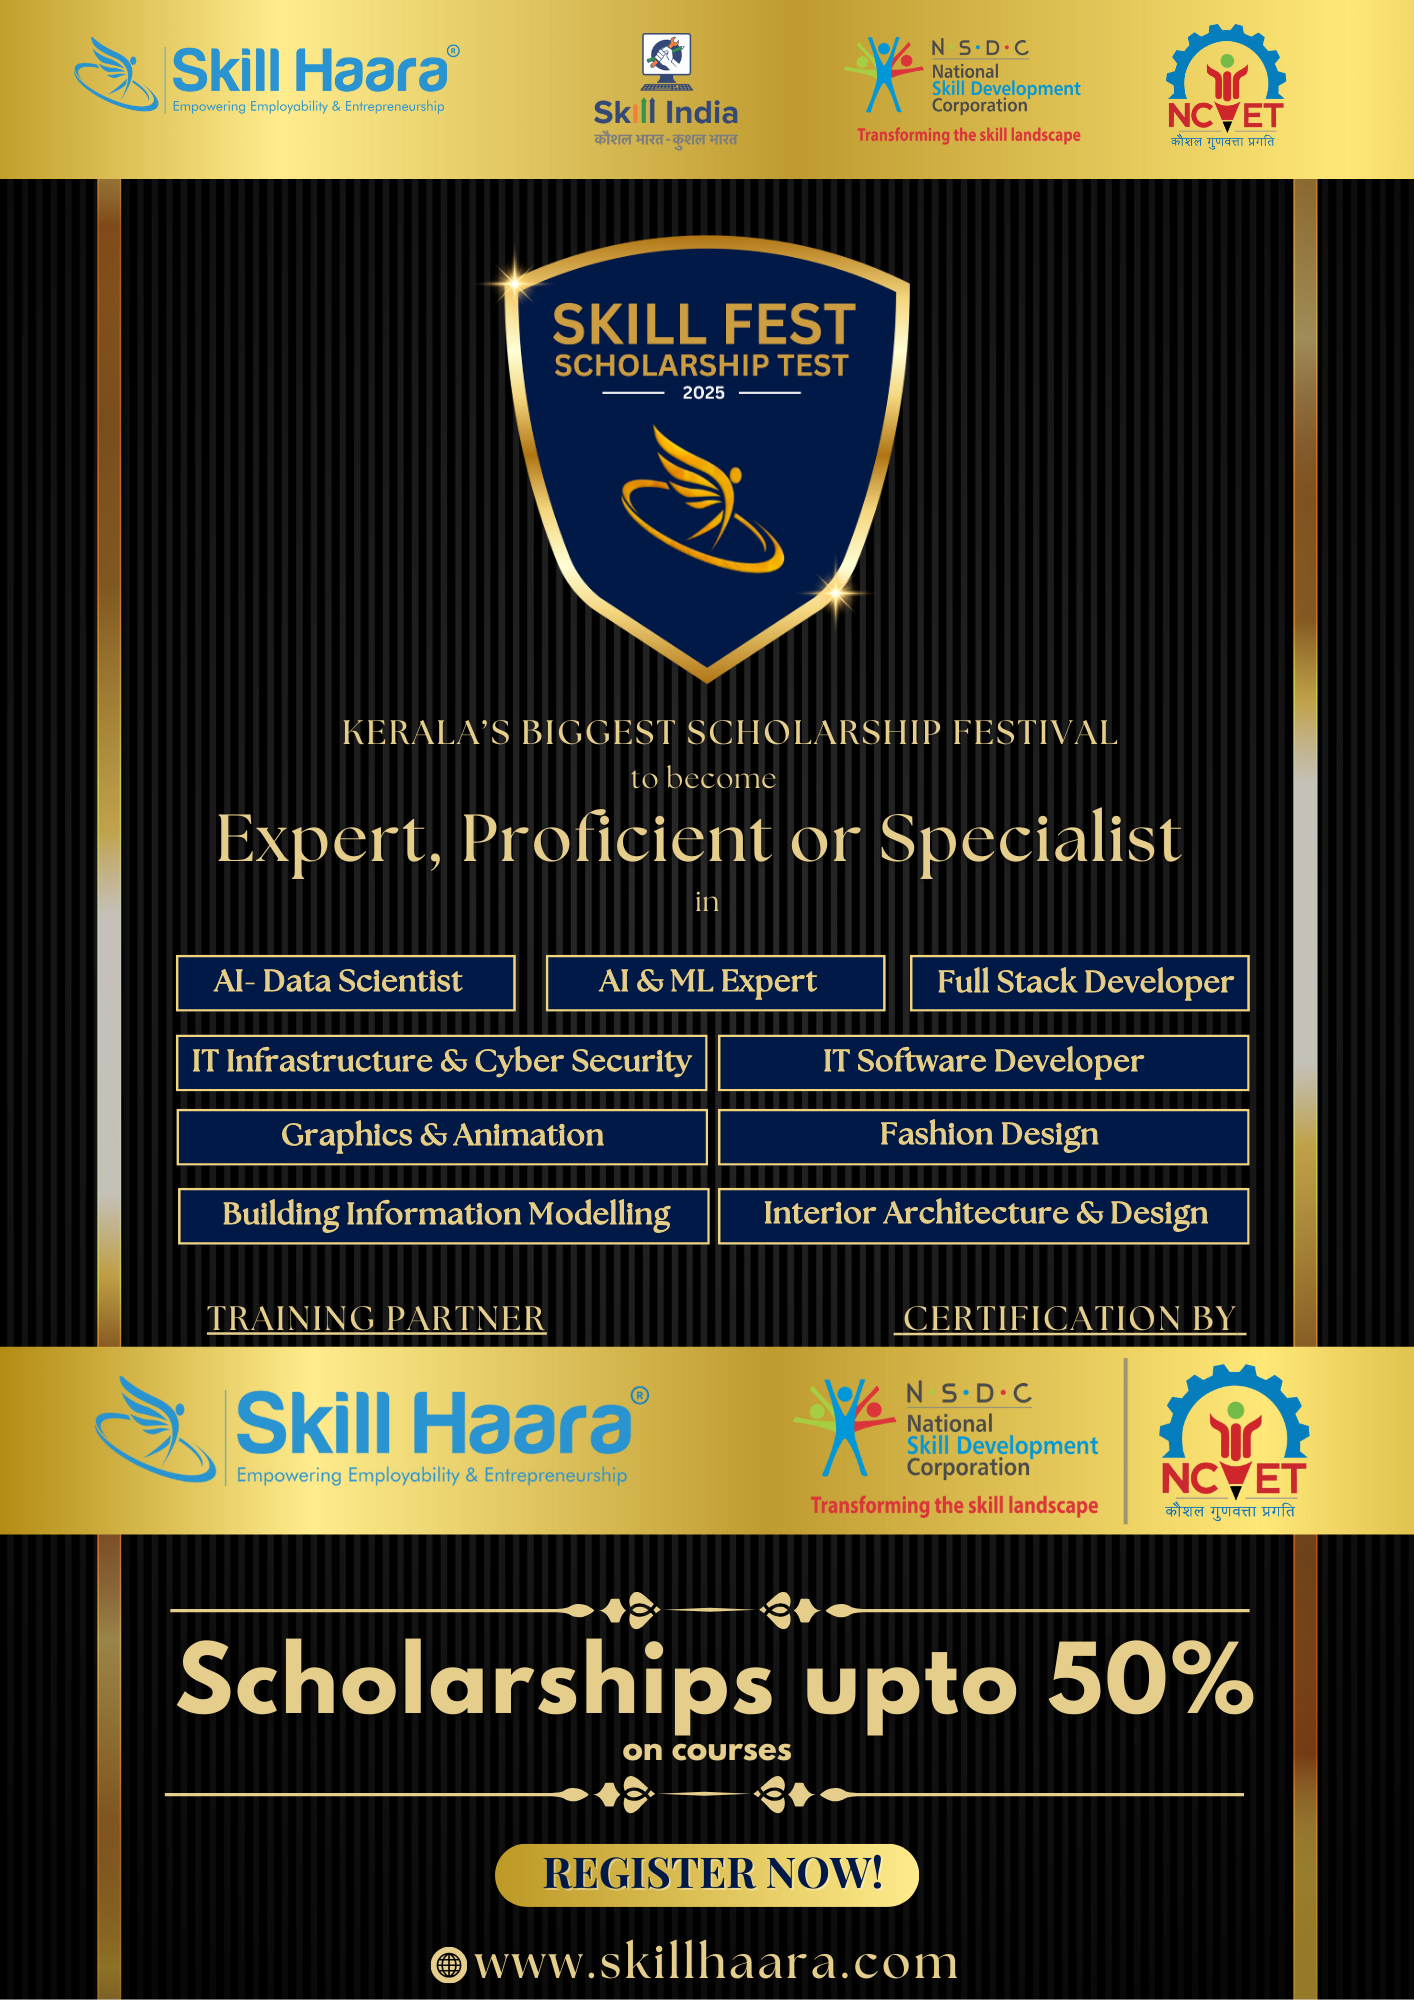 Skill Haara®
Empowering Employability & Entrepreneurship
Skill India
कौशल भारत - कुशल भारत
N S·D·C
National
Skill Development
Corporation
Transforming the skill landscape
NCVET
कौशल गुणवत्ता प्रगति
SKILL FEST
SCHOLARSHIP TEST
2025
KERALA'S BIGGEST SCHOLARSHIP FESTIVAL
to become
Expert, Proficient or Specialist
in
AI- Data Scientist
AI & ML Expert
Full Stack Developer
IT Infrastructure & Cyber Security
IT Software Developer
Graphics & Animation
Fashion Design
Building Information Modelling
Interior Architecture & Design
TRAINING PARTNER
CERTIFICATION BY
Skill Haara®
Empowering Employability & Entrepreneurship
N S·D·C
National
Skill Development
Corporation
Transforming the skill landscape
NCVET
कौशल गुणवत्ता प्रगति
Scholarships upto 50%
on courses
REGISTER NOW!
www.skillhaara.com